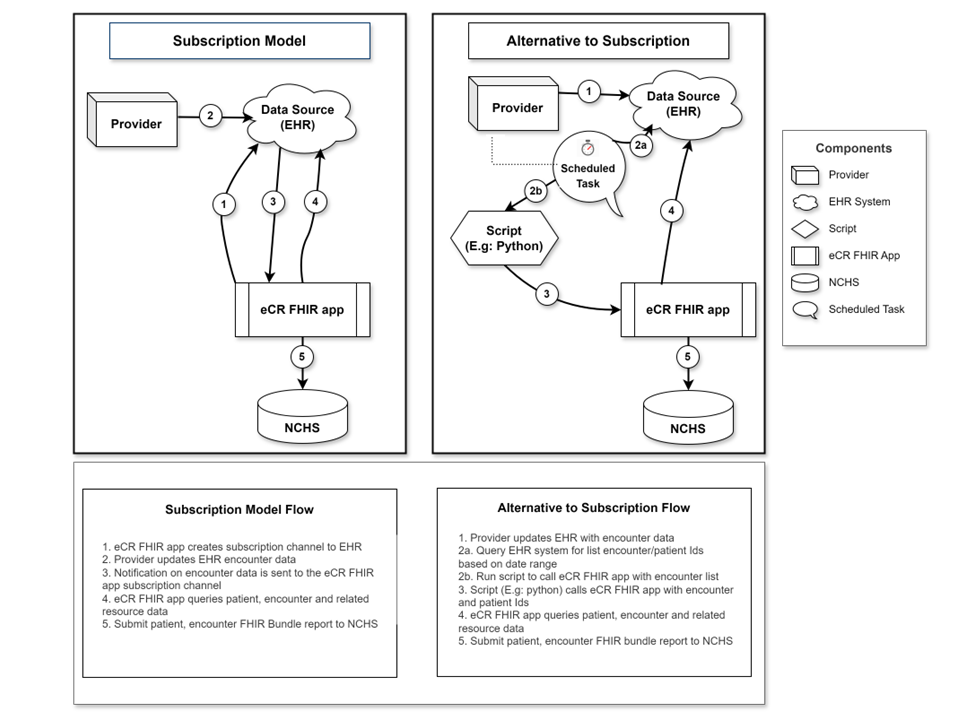 Subscription Model
Provider
2
Data Source
(EHR)
1
3
4
eCR FHIR app
5
NCHS
Alternative to Subscription
Provider
1
Data Source
(EHR)
2a
Scheduled
Task
2b
Script
(E.g: Python)
4
3
eCR FHIR app
5
NCHS
Components
Provider
EHR System
Script
eCR FHIR App
NCHS
Scheduled Task
Subscription Model Flow
1. eCR FHIR app creates subscription channel to EHR
2. Provider updates EHR encounter data
3. Notification on encounter data is sent to the eCR FHIR
app subscription channel
4. eCR FHIR app queries patient, encounter and related
resource data
5. Submit patient, encounter FHIR Bundle report to NCHS
Alternative to Subscription Flow
1. Provider updates EHR with encounter data
2a. Query EHR system for list encounter/patient Ids
based on date range
2b. Run script to call eCR FHIR app with encounter list
3. Script (E.g: python) calls eCR FHIR app with encounter
and patient Ids
4. eCR FHIR app queries patient, encounter and related
resource data
5. Submit patient, encounter FHIR bundle report to NCHS